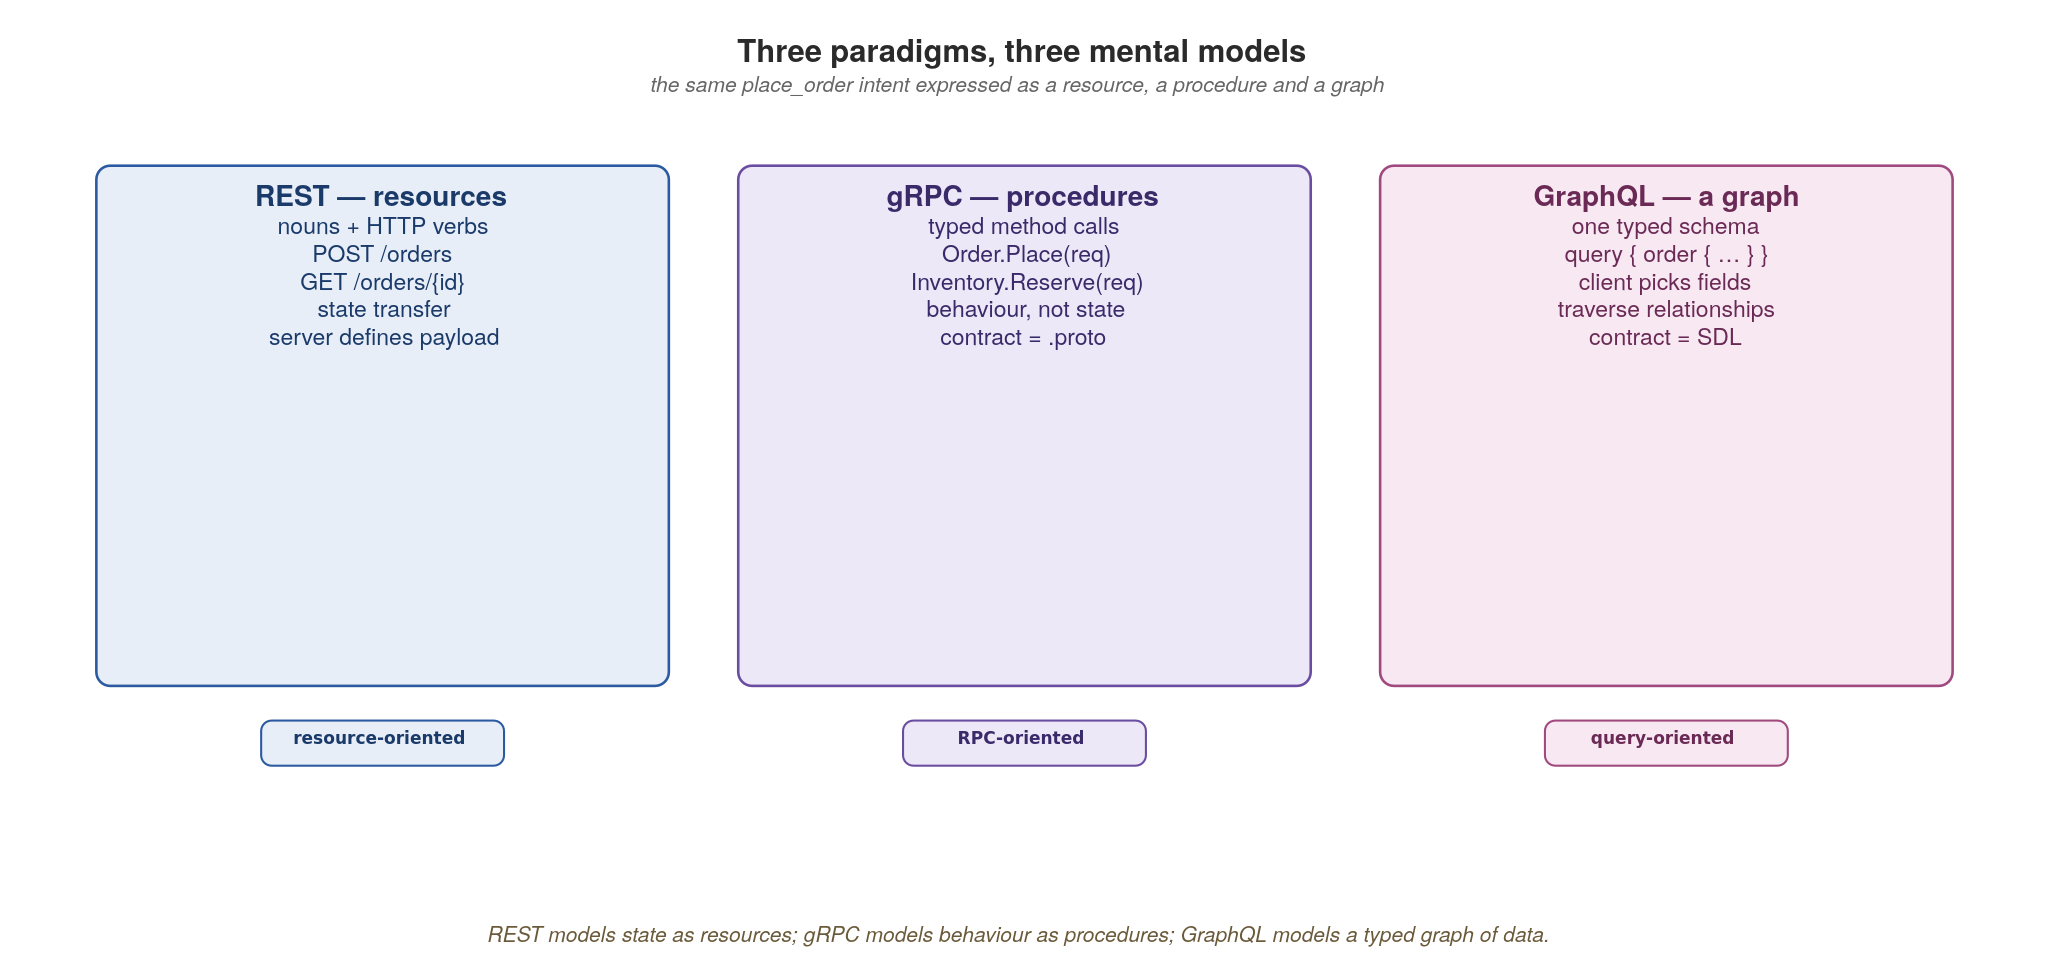 Three paradigms, three mental models
the same place_order intent expressed as a resource, a procedure and a graph
REST — resources
nouns + HTTP verbs
POST /orders
GET /orders/{id}
state transfer
server defines payload
gRPC — procedures
typed method calls
Order.Place(req)
Inventory.Reserve(req)
behaviour, not state
contract = .proto
GraphQL — a graph
one typed schema
query { order { … } }
client picks fields
traverse relationships
contract = SDL
resource-oriented
RPC-oriented
query-oriented
REST models state as resources; gRPC models behaviour as procedures; GraphQL models a typed graph of data.